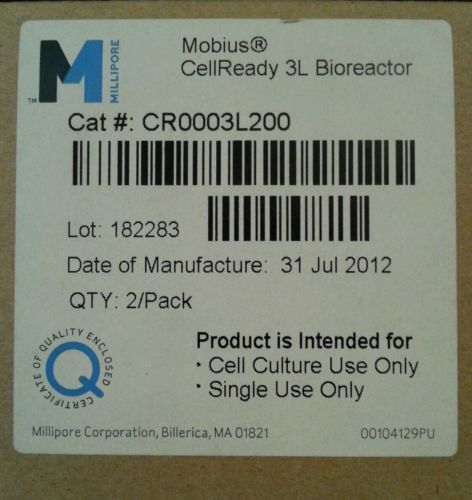 M
TM
MILLIPORE
Mobius®
CellReady 3L Bioreactor
Cat #: CR0003L200
Lot: 182283
Date of Manufacture: 31 Jul 2012
QTY: 2/Pack
CERTIFICATE OF QUALITY ENCLOSED
Q
Product is Intended for
· Cell Culture Use Only
· Single Use Only
Millipore Corporation, Billerica, MA 01821
00104129PU